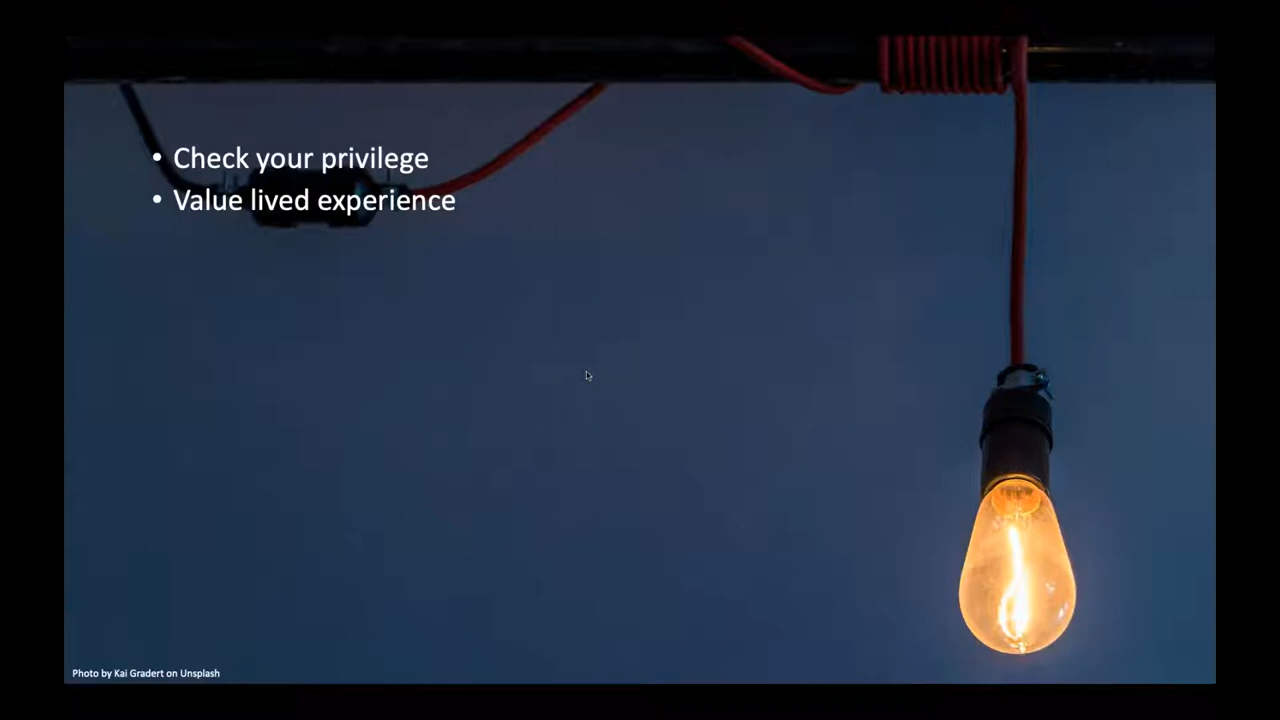 • Check your privilege
• Value lived experience
Photo by Kai Gradert on Unsplash